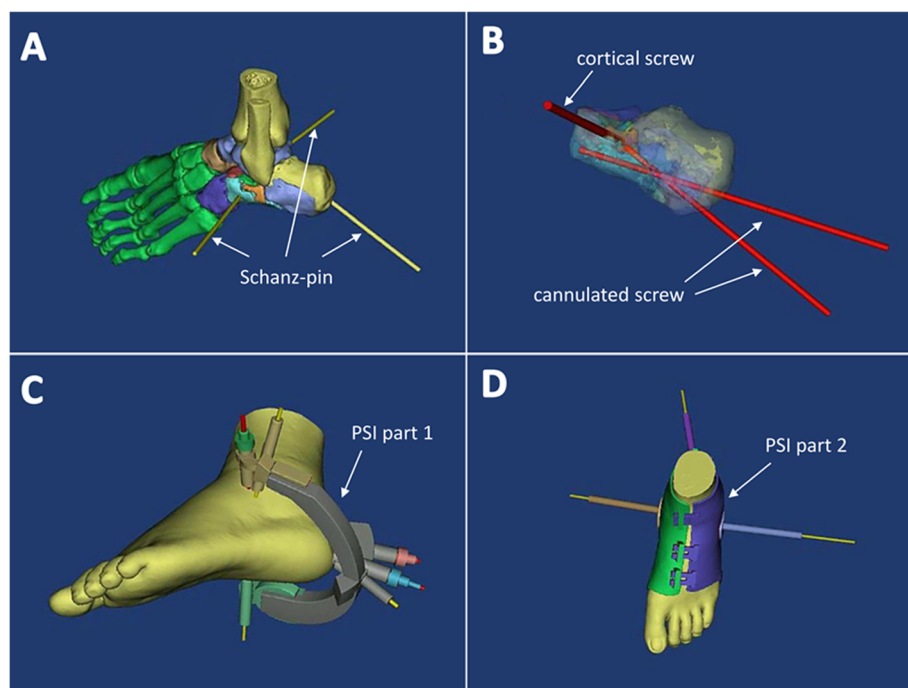 A
Schanz-pin
B
cortical screw
cannulated screw
C
PSI part 1
D
PSI part 2